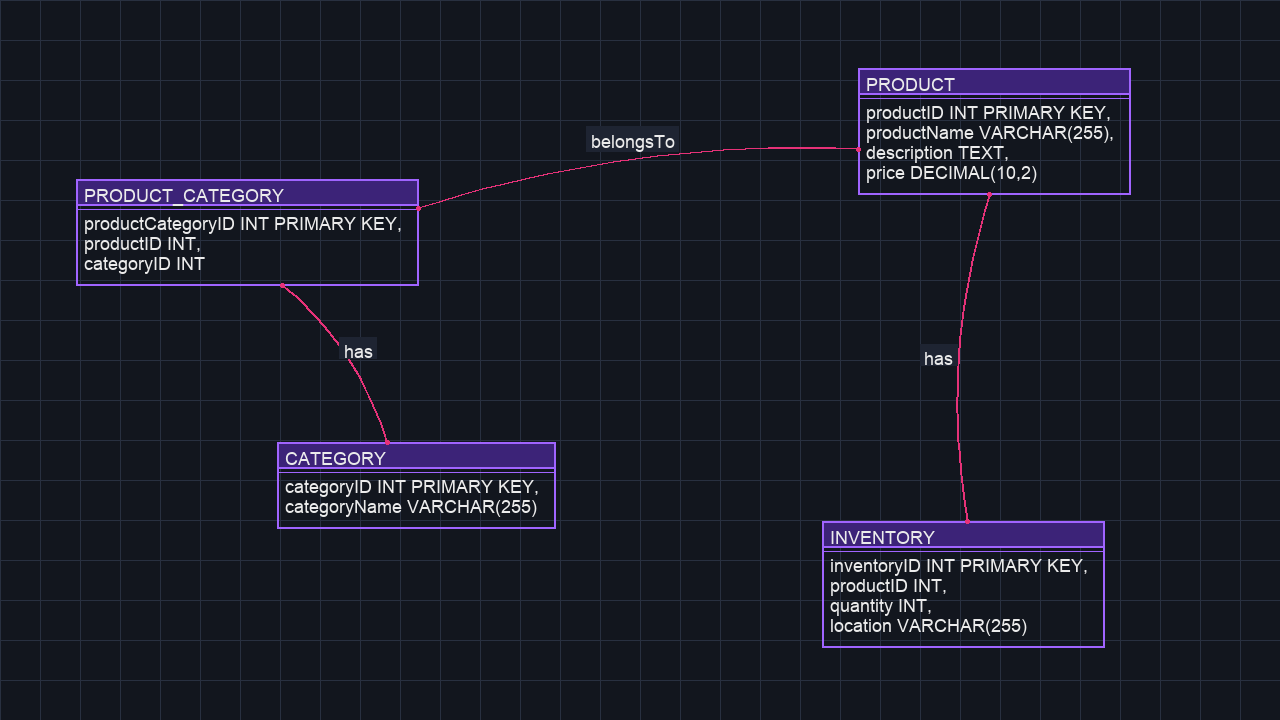 PRODUCT
productID INT PRIMARY KEY,
productName VARCHAR(255),
description TEXT,
price DECIMAL(10,2)
belongsTo
PRODUCT_CATEGORY
productCategoryID INT PRIMARY KEY,
productID INT,
categoryID INT
has
has
CATEGORY
categoryID INT PRIMARY KEY,
categoryName VARCHAR(255)
INVENTORY
inventoryID INT PRIMARY KEY,
productID INT,
quantity INT,
location VARCHAR(255)